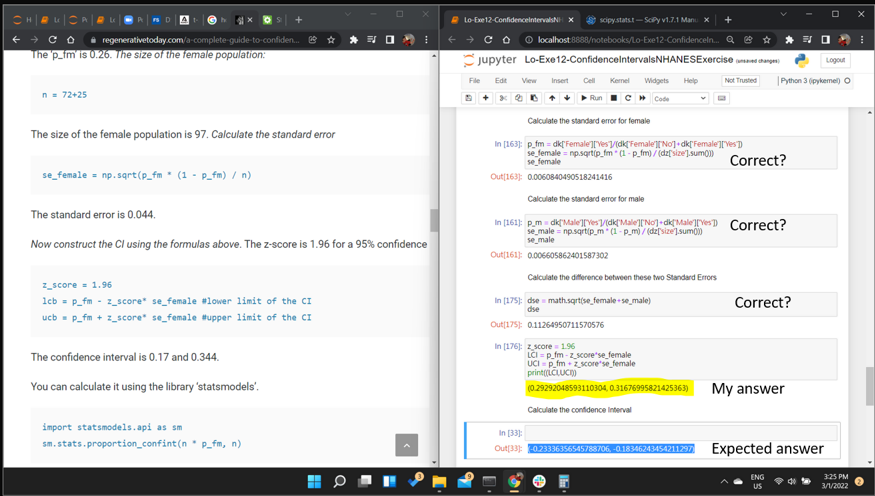 regenerativetoday.com/a-complete-guide-to-confiden...
The 'p_fm' is 0.26. The size of the female population:
n = 72+25
The size of the female population is 97. Calculate the standard error
se_female = np.sqrt(p_fm * (1 - p_fm) / n)
The standard error is 0.044.
Now construct the CI using the formulas above. The z-score is 1.96 for a 95% confidence
z_score = 1.96
lcb = p_fm - z_score* se_female #lower limit of the CI
ucb = p_fm + z_score* se_female #upper limit of the CI
The confidence interval is 0.17 and 0.344.
You can calculate it using the library 'statsmodels'.
import statsmodels.api as sm
sm.stats.proportion_confint(n * p_fm, n)
Lo-Exe12-ConfidenceIntervalsNH
scipy.stats.t — SciPy v1.7.1 Manu
localhost:8888/notebooks/Lo-Exe12-ConfidenceIn...
jupyter Lo-Exe12-ConfidenceIntervalsNHANESExercise (unsaved changes)
Logout
File Edit View Insert Cell Kernel Widgets Help
Not Trusted
Python 3 (ipykernel)
Run
Code
Calculate the standard error for female
In [163]: p_fm = dk['Female']['Yes']/(dk['Female']['No']+dk['Female']['Yes'])
se_female = np.sqrt(p_fm * (1 - p_fm) / (dz['size'].sum()))
se_female
Correct?
Out[163]: 0.0060840490518241416
Calculate the standard error for male
In [161]: p_m = dk['Male']['Yes']/(dk['Male']['No']+dk['Male']['Yes'])
se_male = np.sqrt(p_m * (1 - p_m) / (dz['size'].sum()))
se_male
Correct?
Out[161]: 0.006605862401587302
Calculate the difference between these two Standard Errors
In [175]: dse = math.sqrt(se_female+se_male)
dse
Correct?
Out[175]: 0.11264950711570576
In [176]: z_score = 1.96
LCI = p_fm - z_score*se_female
UCI = p_fm + z_score*se_female
print((LCI,UCI))
(0.29292048593110304, 0.31676995821425363)
My answer
Calculate the confidence Interval
In [33]:
Out[33]: (-0.23336356545788706, -0.18346243454211297)
Expected answer
3
9
ENG
US
3:25 PM
3/1/2022
2